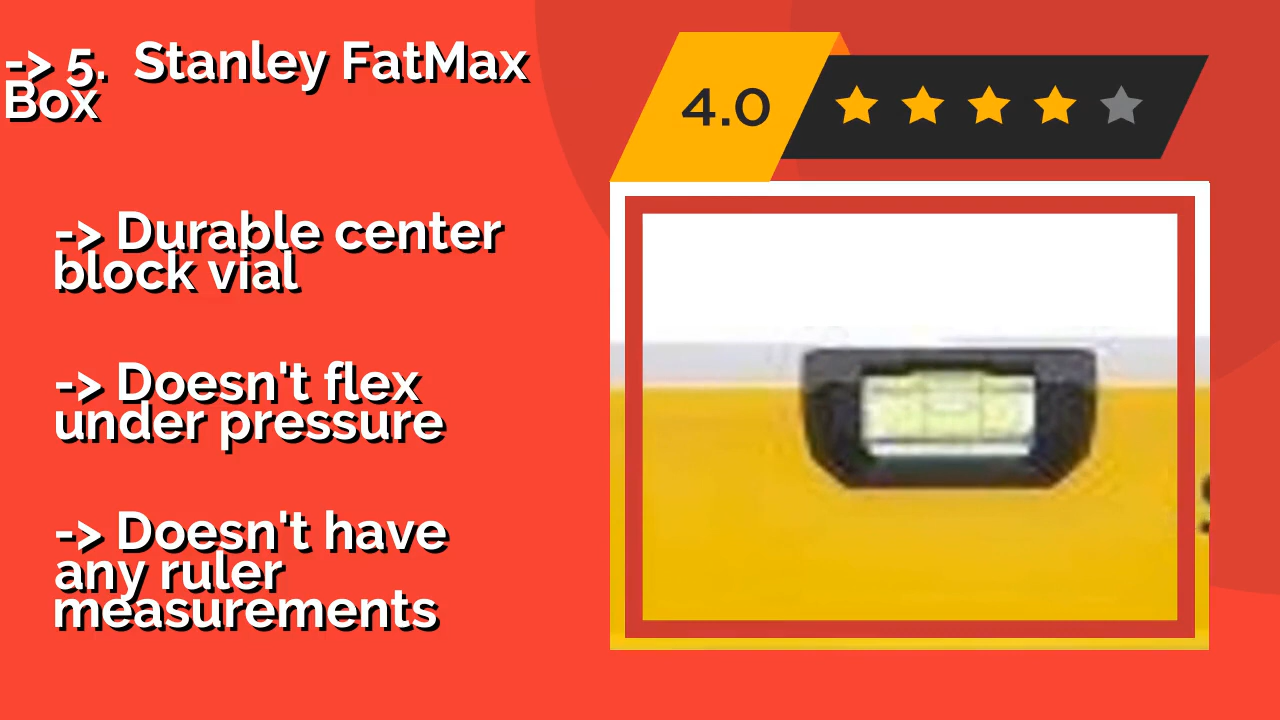 -> 5.  Stanley FatMax
Box
4.0
-> Durable center
block vial
-> Doesn't flex
under pressure
-> Doesn't have
any ruler
measurements